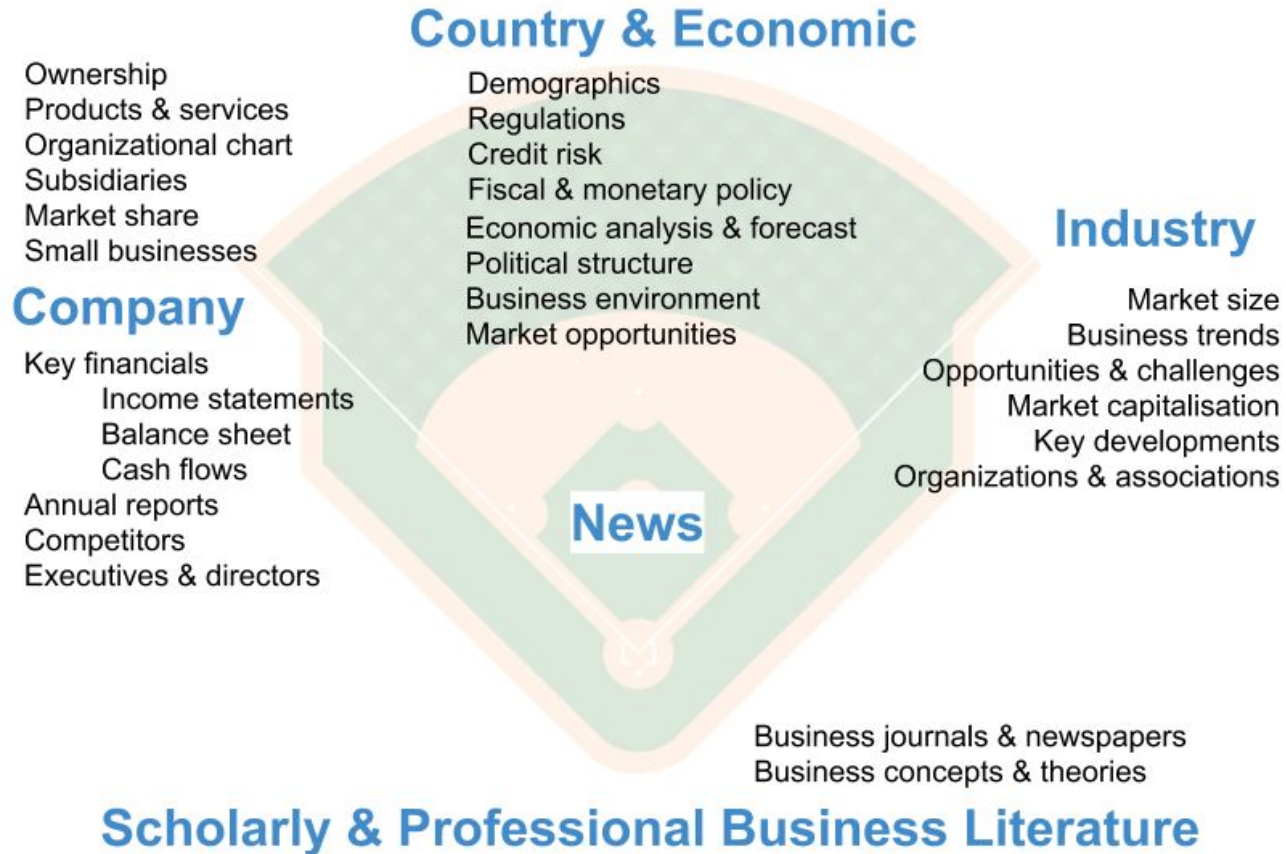 Country & Economic
Ownership
Products & services
Organizational chart
Subsidiaries
Market share
Small businesses
Company
Key financials
Income statements
Balance sheet
Cash flows
Annual reports
Competitors
Executives & directors
Demographics
Regulations
Credit risk
Fiscal & monetary policy
Economic analysis & forecast
Political structure
Business environment
Market opportunities
Industry
Market size
Business trends
Opportunities & challenges
Market capitalisation
Key developments
Organizations & associations
News
Business journals & newspapers
Business concepts & theories
Scholarly & Professional Business Literature